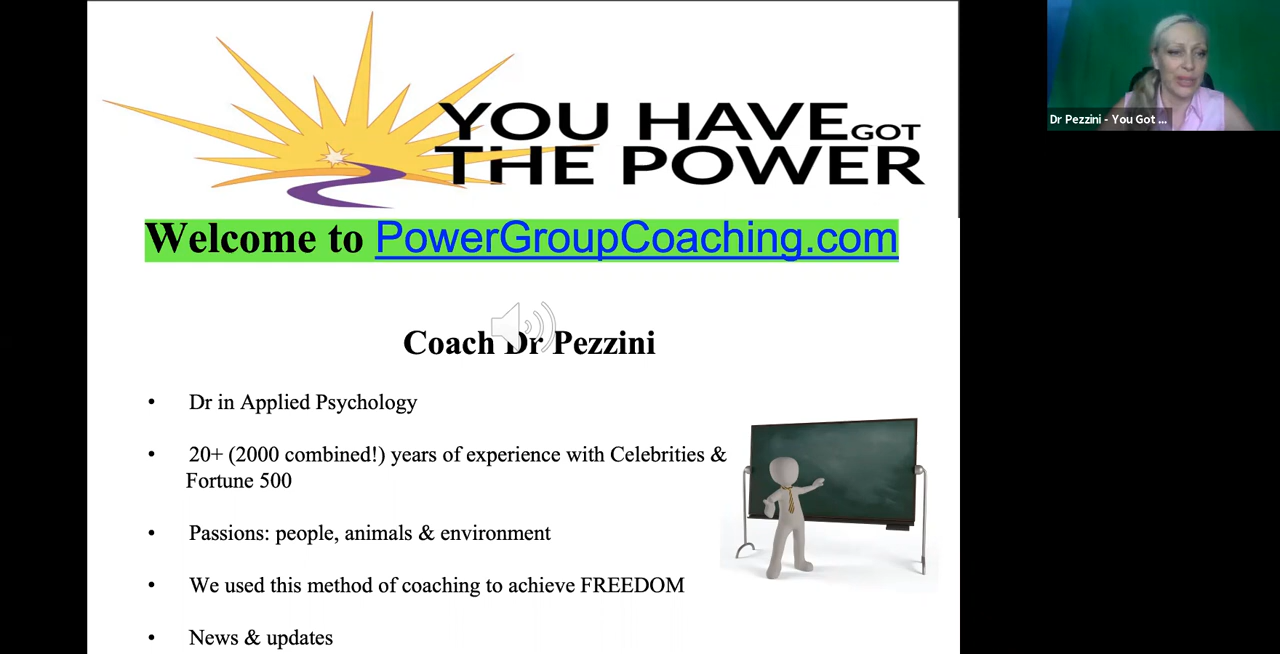 YOU HAVE GOT
THE POWER
Welcome to PowerGroupCoaching.com
Coach Dr Pezzini
• Dr in Applied Psychology
• 20+ (2000 combined!) years of experience with Celebrities &
Fortune 500
• Passions: people, animals & environment
• We used this method of coaching to achieve FREEDOM
• News & updates
Dr Pezzini - You Got ...